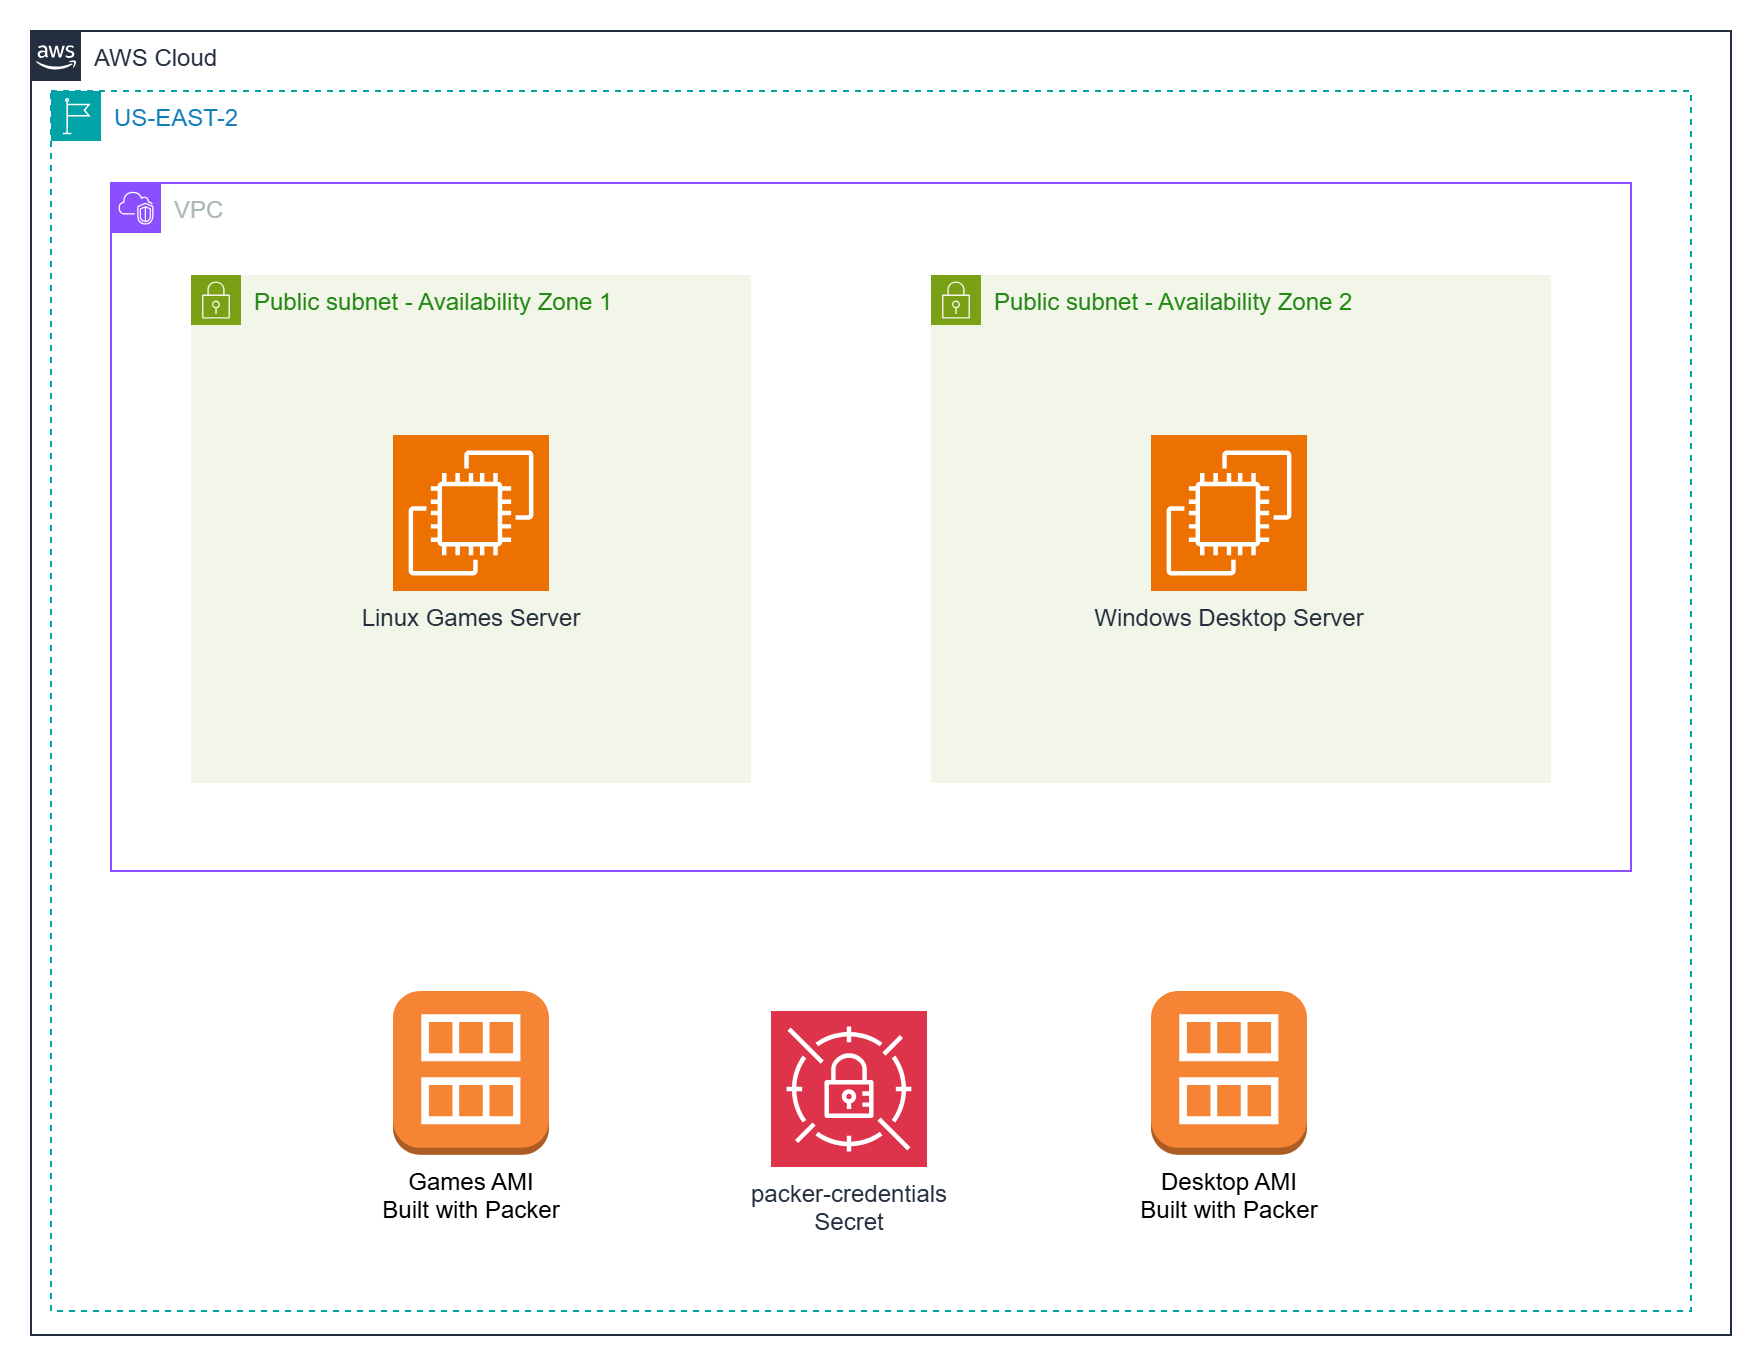 aws
AWS Cloud
US-EAST-2
VPC
Public subnet - Availability Zone 1
Public subnet - Availability Zone 2
Linux Games Server
Windows Desktop Server
Games AMI
Built with Packer
packer-credentials
Secret
Desktop AMI
Built with Packer